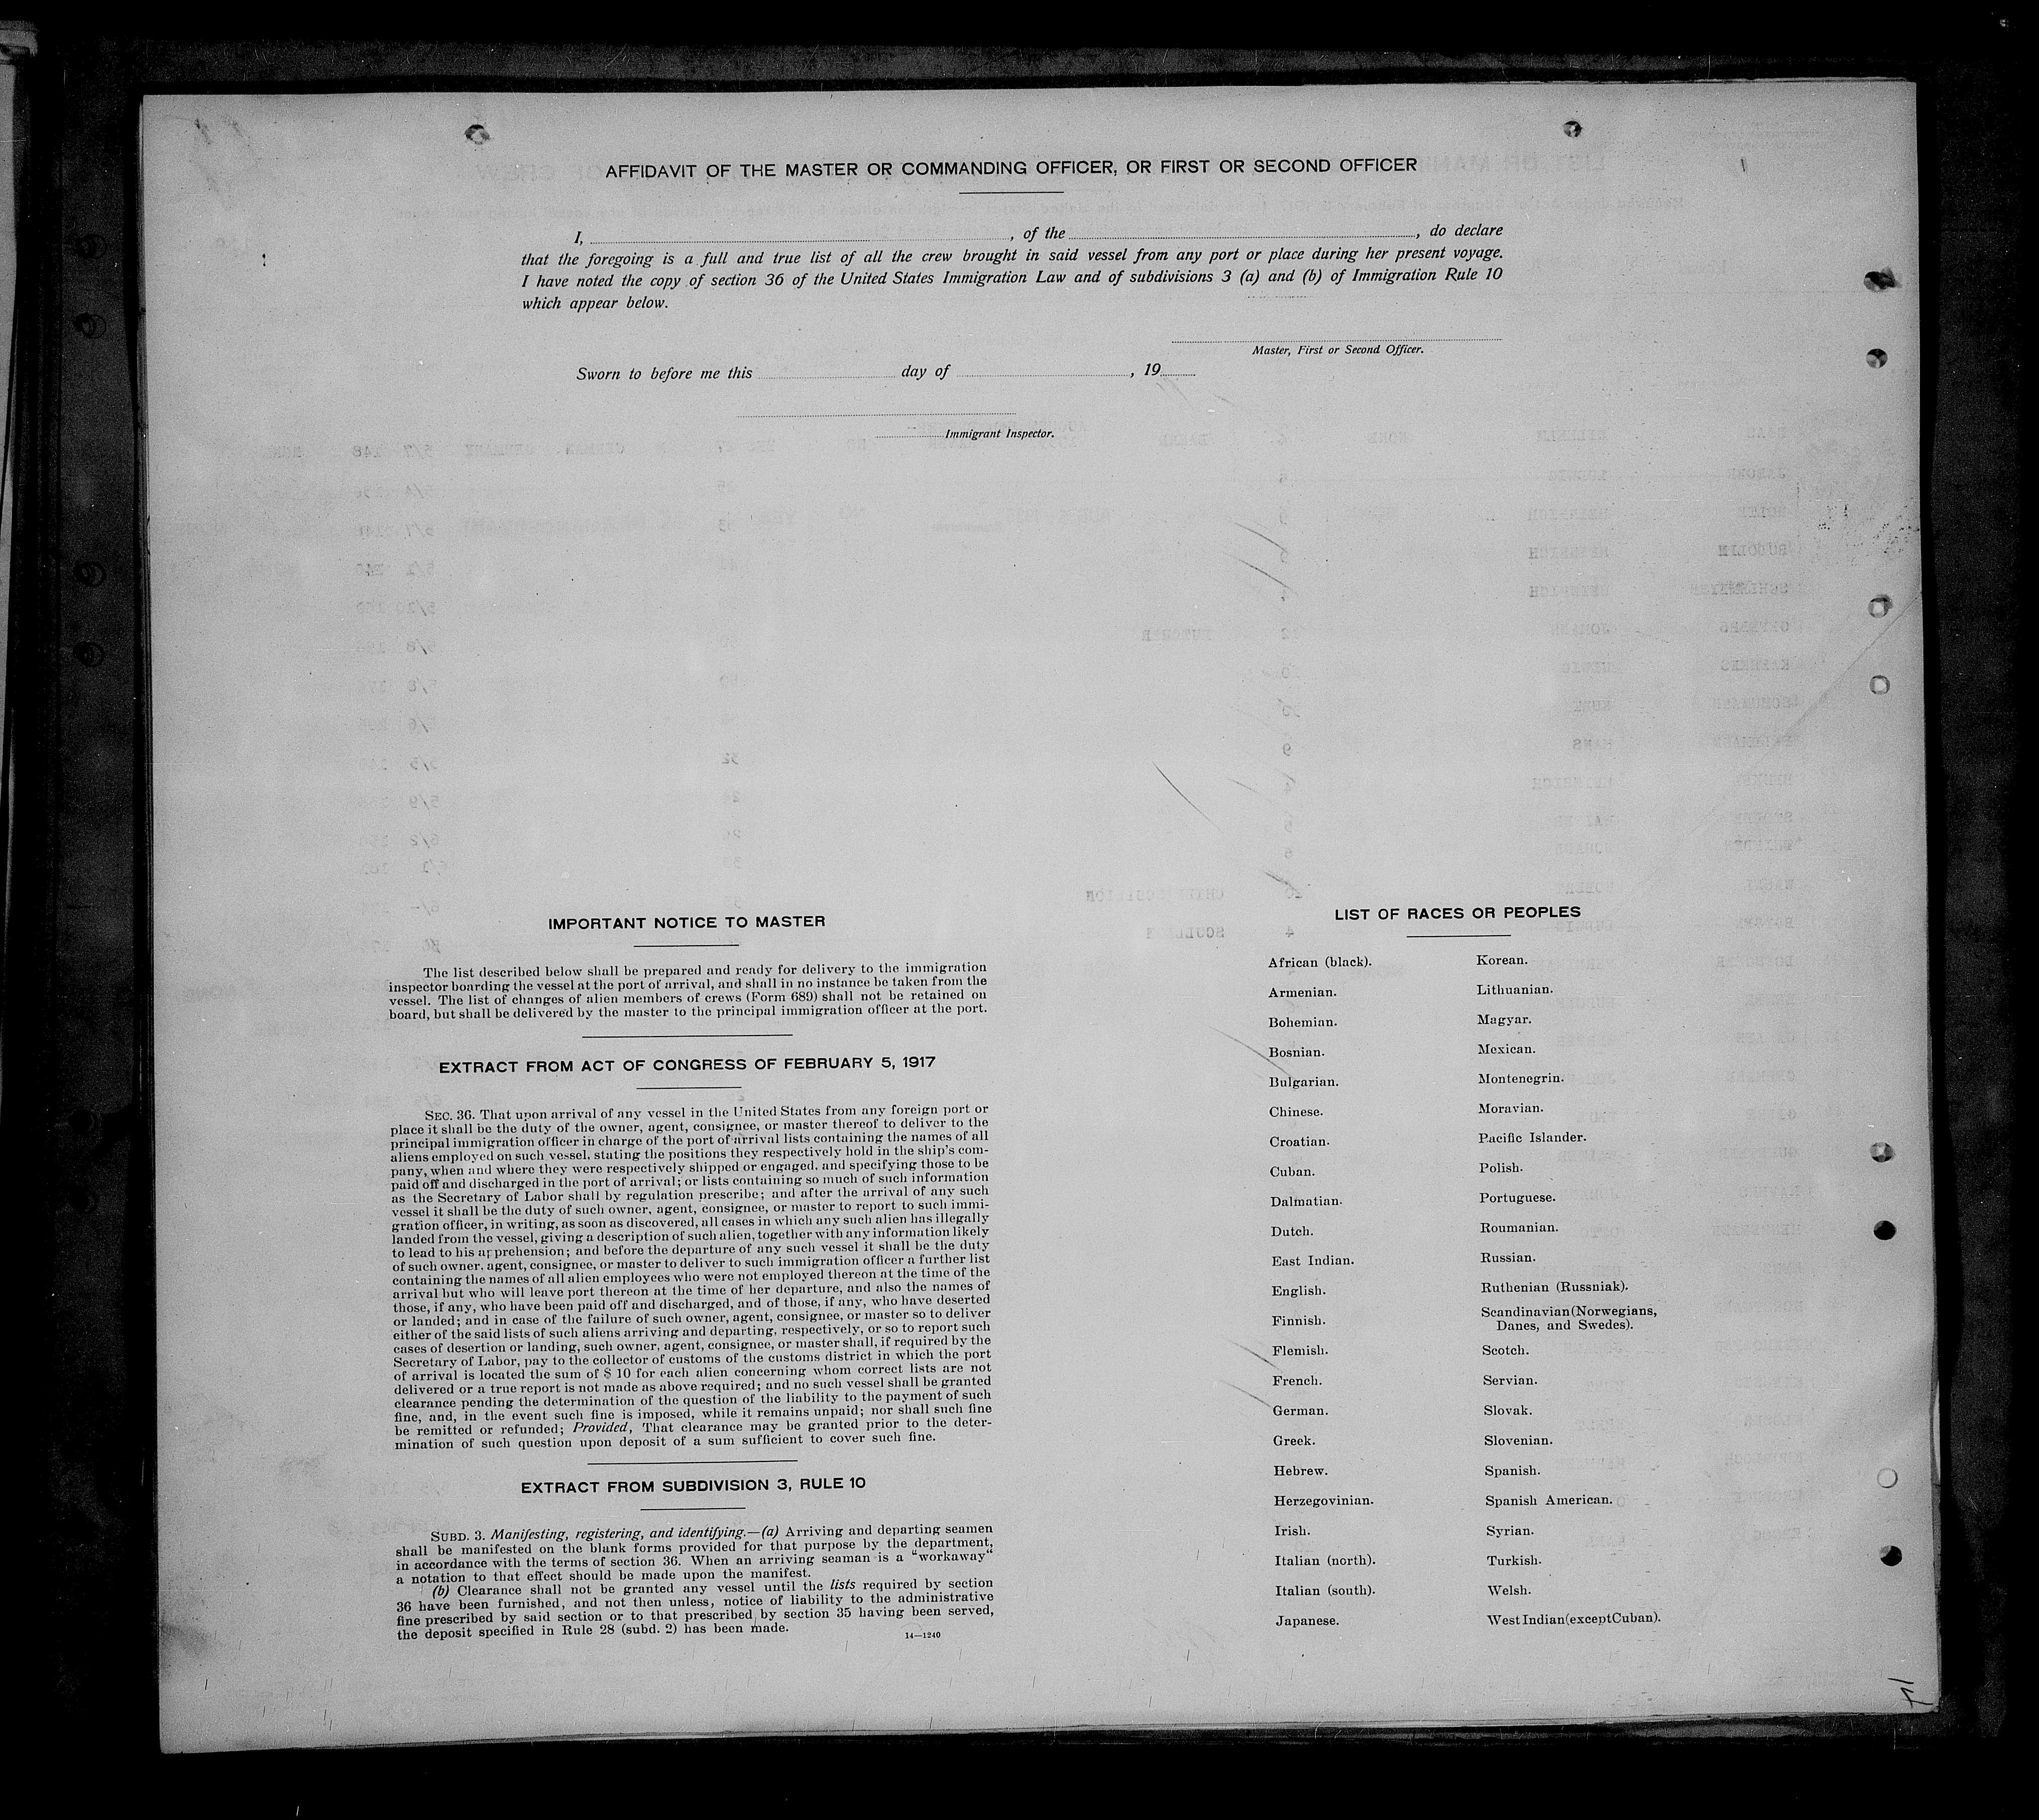 AFFIDAVIT OF THE MASTER OR COMMANDING OFFICER, OR FIRST OR SECOND OFFICER
I, , of the , do declare
that the foregoing is a full and true list of all the crew brought in said vessel from any port or place during her present voyage.
I have noted the copy of section 36 of the United States Immigration Law and of subdivisions 3 (a) and (b) of Immigration Rule 10
which appear below.
Master, First or Second Officer.
Sworn to before me this day of , 19
Immigrant Inspector.
IMPORTANT NOTICE TO MASTER
The list described below shall be prepared and ready for delivery to the immigration
inspector boarding the vessel at the port of arrival, and shall in no instance be taken from the
vessel. The list of changes of alien members of crews (Form 689) shall not be retained on
board, but shall be delivered by the master to the principal immigration officer at the port.
EXTRACT FROM ACT OF CONGRESS OF FEBRUARY 5, 1917
SEC. 36. That upon arrival of any vessel in the United States from any foreign port or
place it shall be the duty of the owner, agent, consignee, or master thereof to deliver to the
principal immigration officer in charge of the port of arrival lists containing the names of all
aliens employed on such vessel, stating the positions they respectively hold in the ship's com-
pany, when and where they were respectively shipped or engaged, and specifying those to be
paid off and discharged in the port of arrival; or lists containing so much of such information
as the Secretary of Labor shall by regulation prescribe; and after the arrival of any such
vessel it shall be the duty of such owner, agent, consignee, or master to report to such immi-
gration officer, in writing, as soon as discovered, all cases in which any such alien has illegally
landed from the vessel, giving a description of such alien, together with any information likely
to lead to his apprehension; and before the departure of any such vessel it shall be the duty
of such owner, agent, consignee, or master to deliver to such immigration officer a further list
containing the names of all alien employees who were not employed thereon at the time of the
arrival but who will leave port thereon at the time of her departure, and also the names of
those, if any, who have been paid off and discharged, and of those, if any, who have deserted
or landed; and in case of the failure of such owner, agent, consignee, or master so to deliver
either of the said lists of such aliens arriving and departing, respectively, or so to report such
cases of desertion or landing, such owner, agent, consignee, or master shall, if required by the
Secretary of Labor, pay to the collector of customs of the customs district in which the port
of arrival is located the sum of $ 10 for each alien concerning whom correct lists are not
delivered or a true report is not made as above required; and no such vessel shall be granted
clearance pending the determination of the question of the liability to the payment of such
fine, and, in the event such fine is imposed, while it remains unpaid; nor shall such fine
be remitted or refunded; Provided, That clearance may be granted prior to the deter-
mination of such question upon deposit of a sum sufficient to cover such fine.
EXTRACT FROM SUBDIVISION 3, RULE 10
SUBD. 3. Manifesting, registering, and identifying.—(a) Arriving and departing seamen
shall be manifested on the blank forms provided for that purpose by the department,
in accordance with the terms of section 36. When an arriving seaman is a “workaway“
a notation to that effect should be made upon the manifest.
(b) Clearance shall not be granted any vessel until the lists required by section
36 have been furnished, and not then unless, notice of liability to the administrative
fine prescribed by said section or to that prescribed by section 35 having been served,
the deposit specified in Rule 28 (subd. 2) has been made.
14—1240
LIST OF RACES OR PEOPLES
African (black).
Armenian.
Bohemian.
Bosnian.
Bulgarian.
Chinese.
Croatian.
Cuban.
Dalmatian.
Dutch.
East Indian.
English.
Finnish.
Flemish.
French.
German.
Greek.
Hebrew.
Herzegovinian.
Irish.
Italian (north).
Italian (south).
Japanese.
Korean.
Lithuanian.
Magyar.
Mexican.
Montenegrin.
Moravian.
Pacific Islander.
Polish.
Portuguese.
Roumanian.
Russian.
Ruthenian (Russniak).
Scandinavian(Norwegians,
Danes, and Swedes).
Scotch.
Servian.
Slovak.
Slovenian.
Spanish.
Spanish American.
Syrian.
Turkish.
Welsh.
West Indian(exceptCuban).